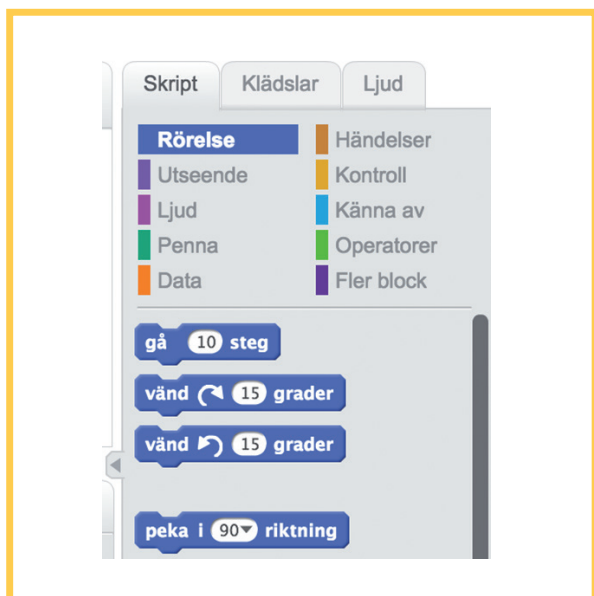 Skript Klädslar Ljud
Rörelse Händelser
Utseende Kontroll
Ljud Känna av
Penna Operatorer
Data Fler block
gå 10 steg
vänd 15 grader
vänd 15 grader
peka i 90 riktning